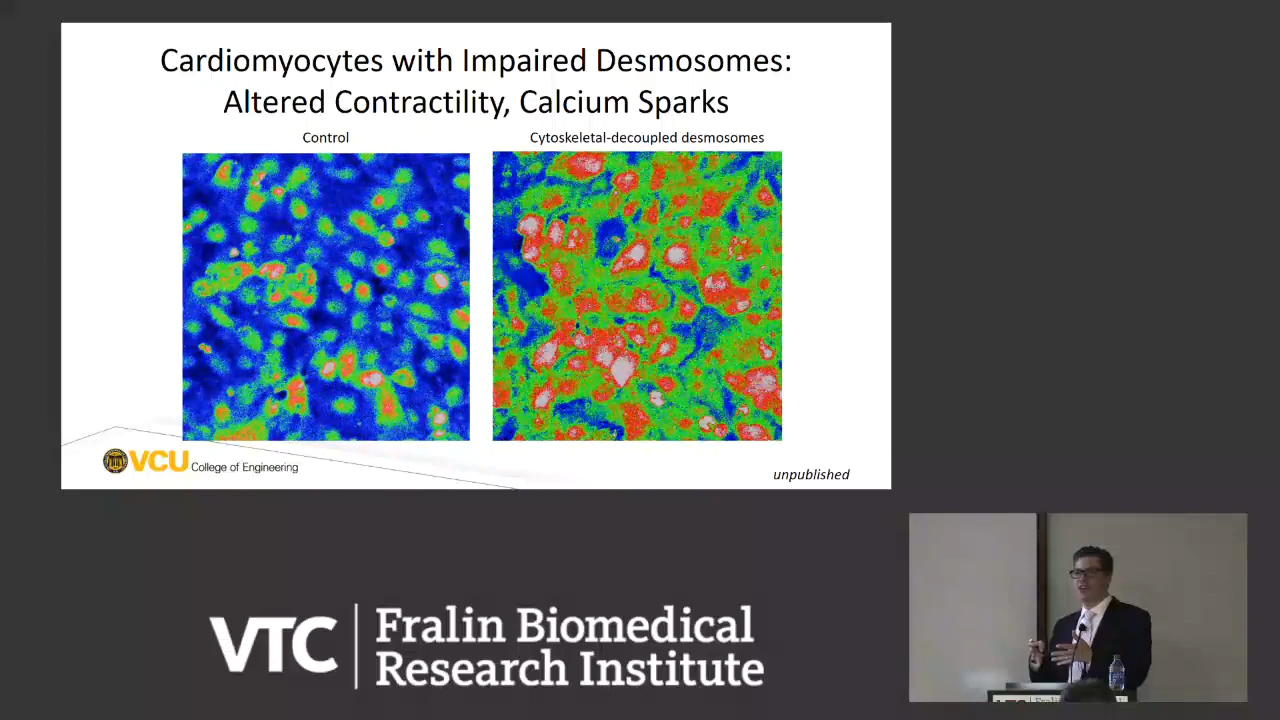 Cardiomyocytes with Impaired Desmosomes:
Altered Contractility, Calcium Sparks
Control
Cytoskeletal-decoupled desmosomes
VCU College of Engineering
unpublished
VTC
Fralin Biomedical
Research Institute